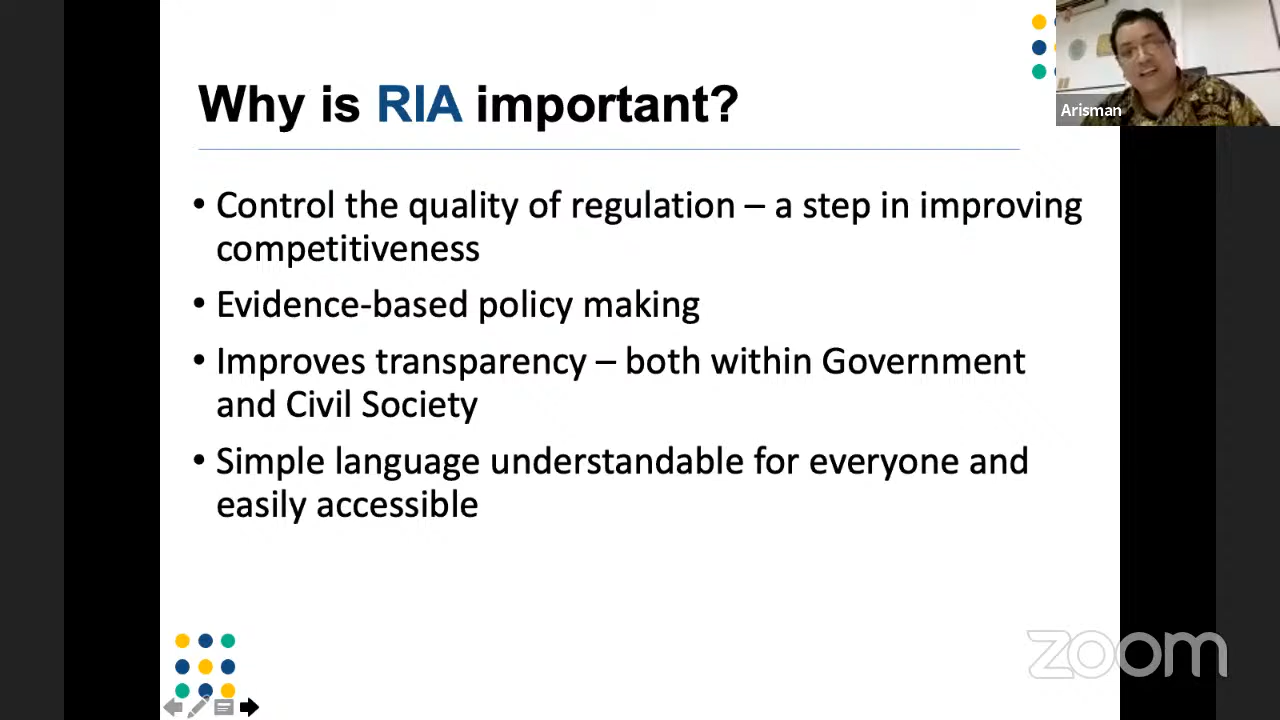 Why is RIA important?
Arisman
• Control the quality of regulation – a step in improving
competitiveness
• Evidence-based policy making
• Improves transparency – both within Government
and Civil Society
• Simple language understandable for everyone and
easily accessible
zoom